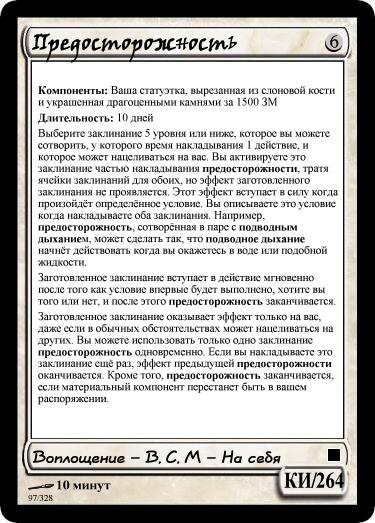 Предосторожность
6
Компоненты: Ваша статуэтка, вырезанная из слоновой кости
и украшенная драгоценными камнями за 1500 ЗМ
Длительность: 10 дней
Выберите заклинание 5 уровня или ниже, которое вы можете
сотворить, у которого время накладывания 1 действие, и
которое может нацеливаться на вас. Вы активируете это
заклинание частью накладывания предосторожности, тратя
ячейки заклинаний для обоих, но эффект заготовленного
заклинания не проявляется. Этот эффект вступает в силу когда
произойдёт определённое условие. Вы описываете это условие
когда накладываете оба заклинания. Например,
предосторожность, сотворённая в паре с подводным
дыханием, может сделать так, что подводное дыхание
начнёт действовать когда вы окажетесь в воде или подобной
жидкости.
Заготовленное заклинание вступает в действие мгновенно
после того как условие впервые будет выполнено, хотите вы
того или нет, и после этого предосторожность заканчивается.
Заготовленное заклинание оказывает эффект только на вас,
даже если в обычных обстоятельствах может нацеливаться на
других. Вы можете использовать только одно заклинание
предосторожность одновременно. Если вы накладываете это
заклинание ещё раз, эффект предыдущей предосторожности
оканчивается. Кроме того, предосторожность заканчивается,
если материальный компонент перестанет быть в вашем
распоряжении.
Воплощение – В, С, М – На себя
КИ/264
10 минут
97/328